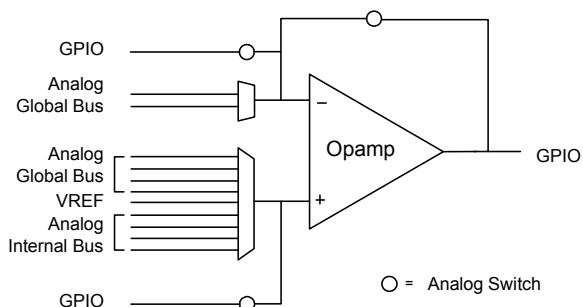 GPIO
Analog
Global Bus
Analog
Global Bus
VREF
Analog
Internal Bus
GPIO
−
Opamp
+
GPIO
= Analog Switch